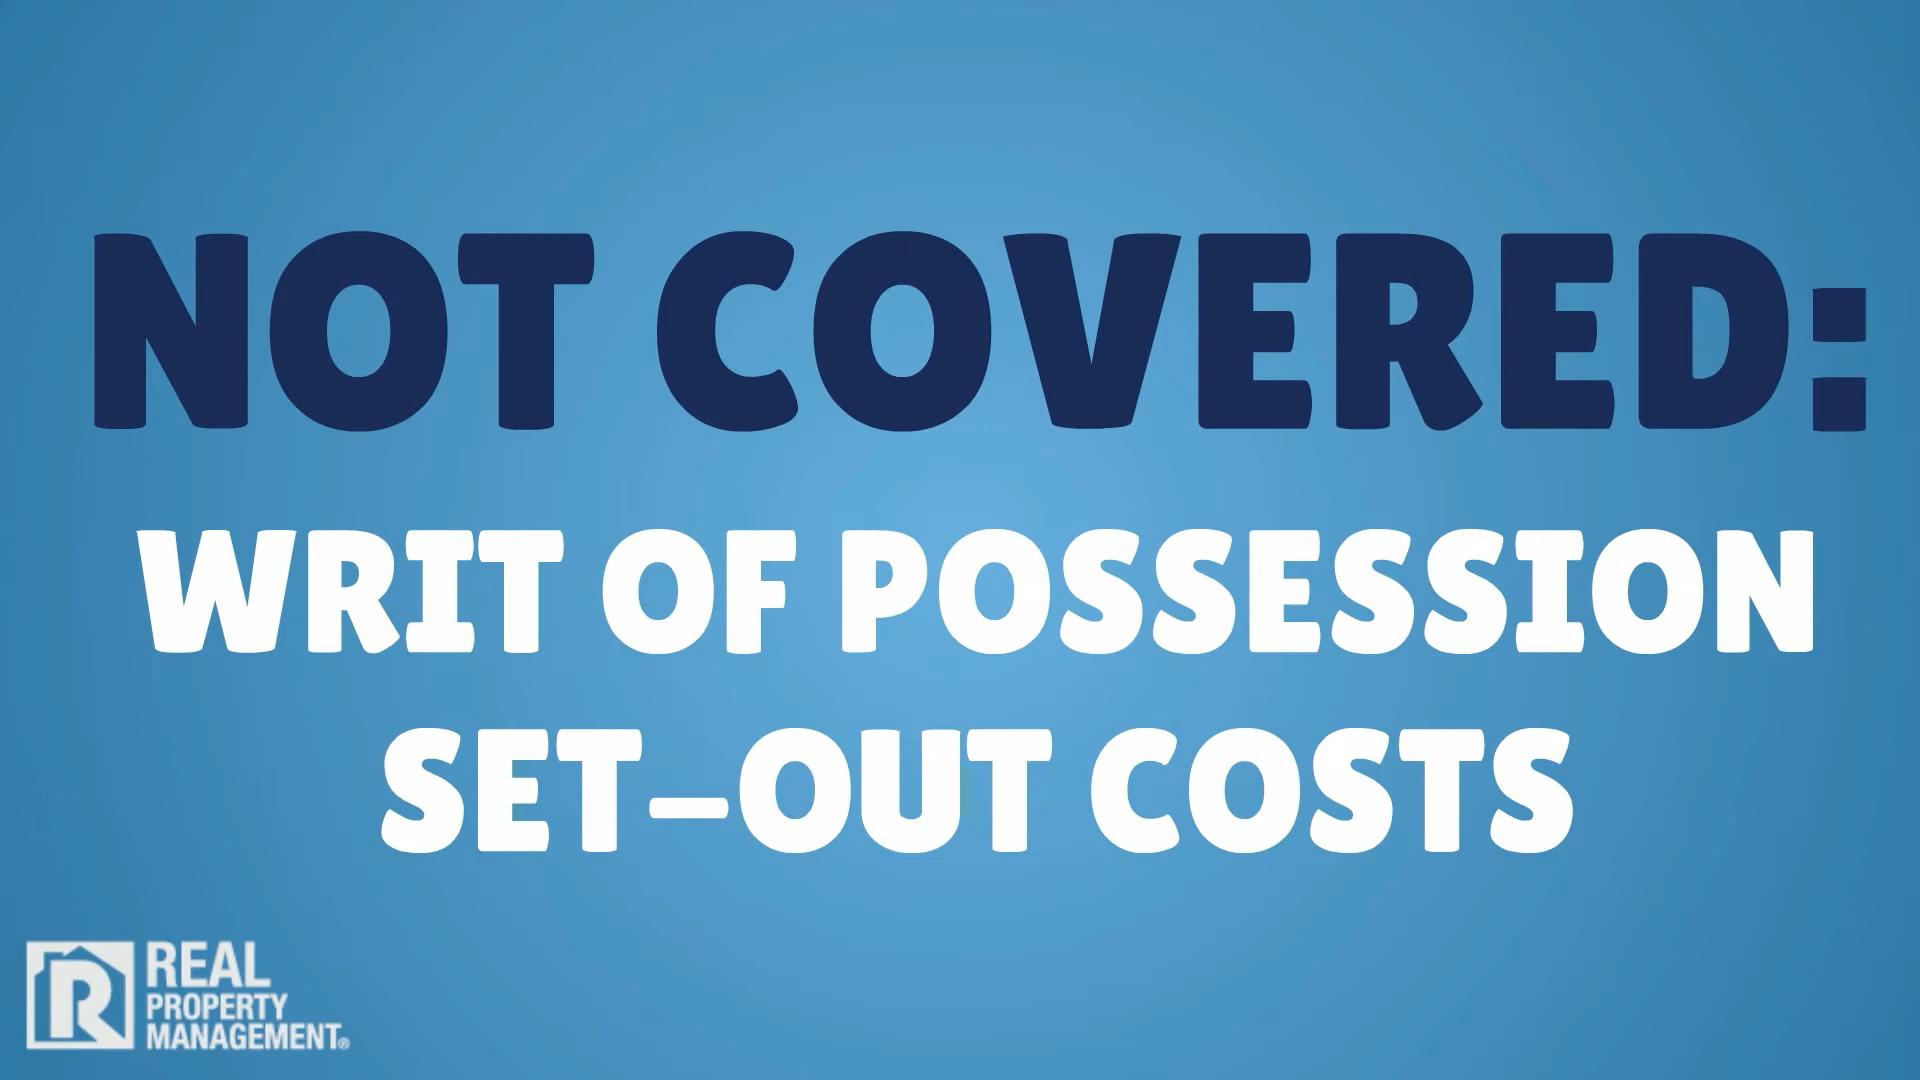 NOT COVERED:
WRIT OF POSSESSION
SET-OUT COSTS
REAL
PROPERTY
MANAGEMENT®